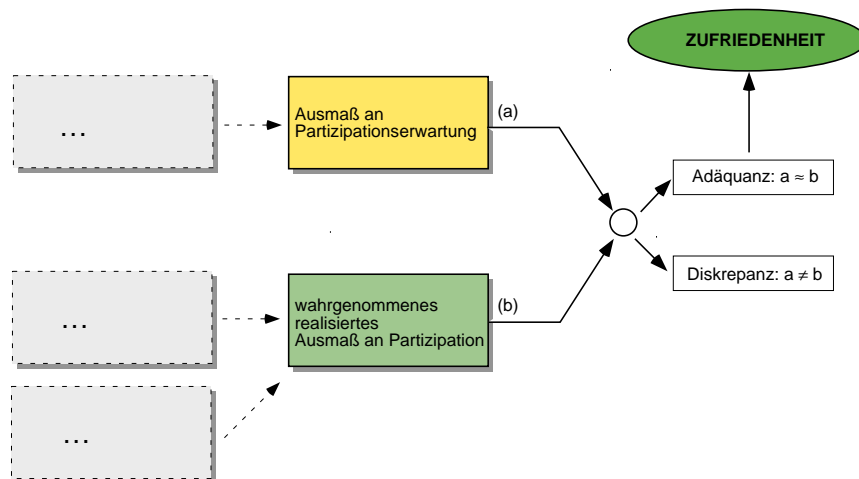 ZUFRIEDENHEIT
...
Ausmaß an
Partizipationserwartung
(a)
Adäquanz: a ≈ b
Diskrepanz: a ≠ b
...
wahrgenommenes
realisiertes
Ausmaß an Partizipation
(b)
...